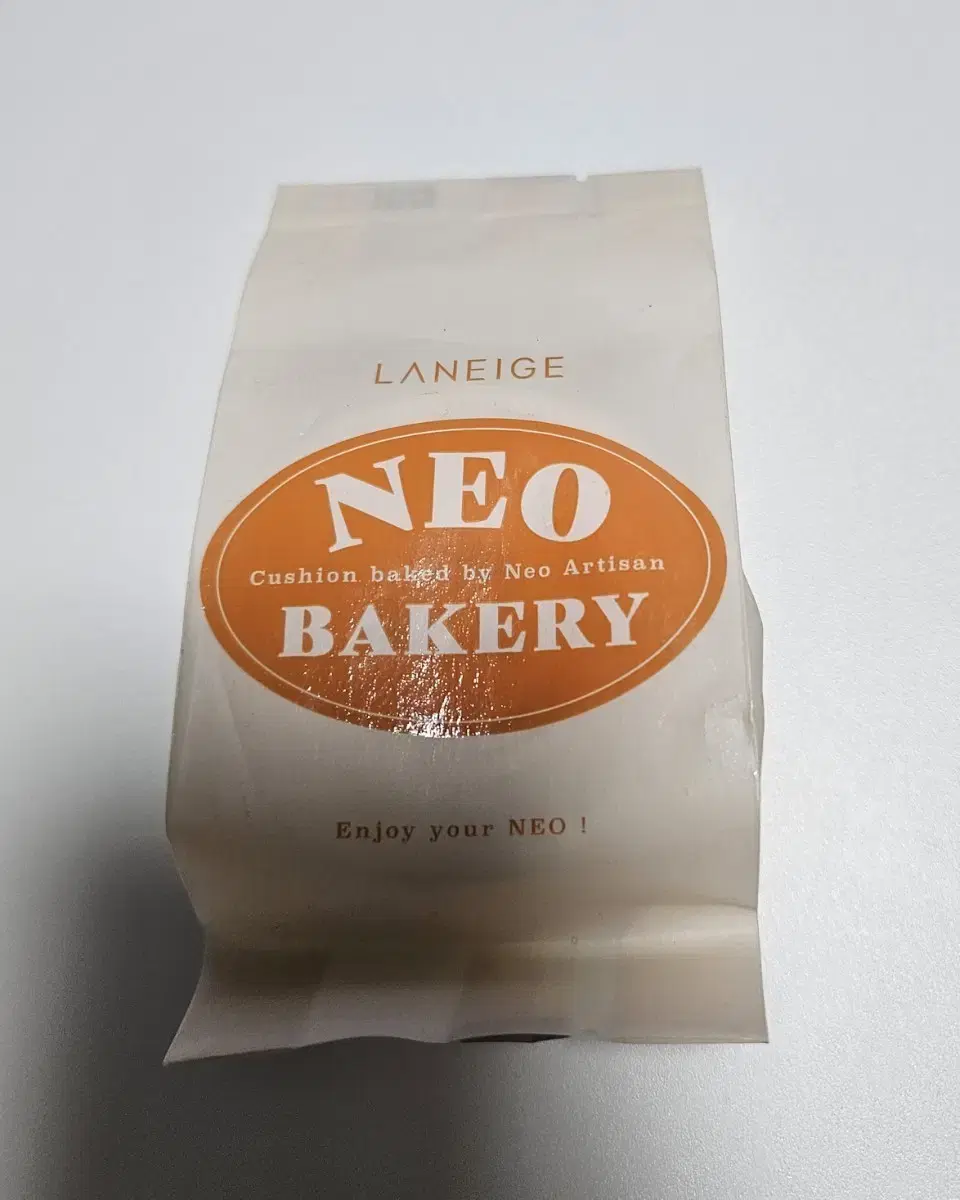 LANEIGE
NEO
Cushion baked by Neo Artisan
BAKERY
Enjoy your NEO !